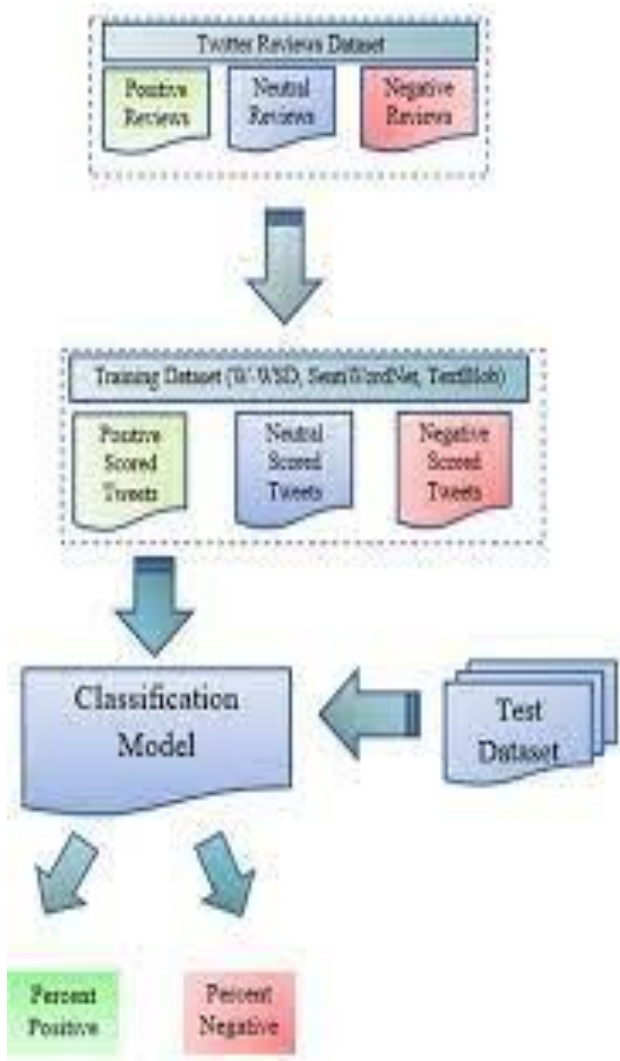 Twitter Reviews Dataset
Positive
Reviews
Neutral
Reviews
Negative
Reviews
Training Dataset (W-WSD, SentiWordNet, TextBlob)
Positive
Scored
Tweets
Neutral
Scored
Tweets
Negative
Scored
Tweets
Classification
Model
Test
Dataset
Percent
Positive
Percent
Negative